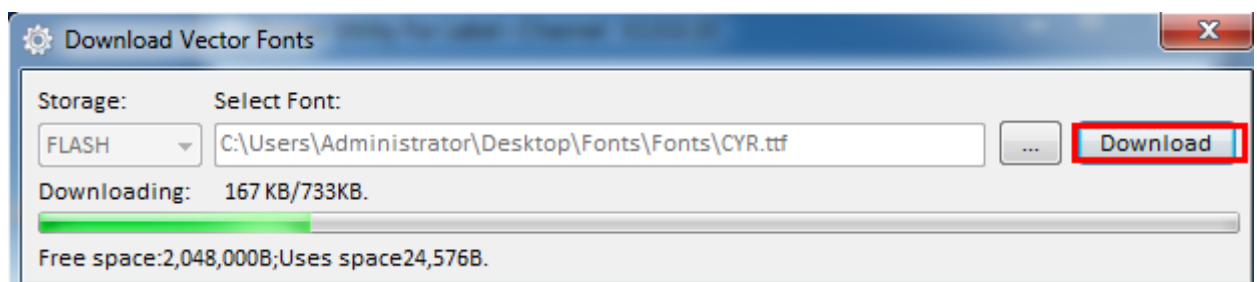 Download Vector Fonts
Storage: Select Font:
FLASH C:\Users\Administrator\Desktop\Fonts\Fonts\CYR.ttf ... Download
Downloading: 167 KB/733KB.
Free space:2,048,000B;Uses space24,576B.